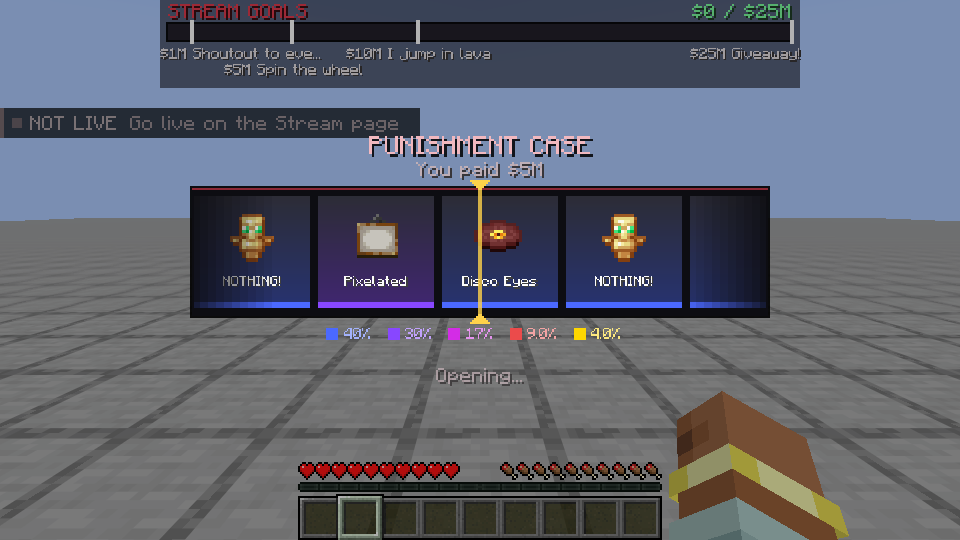 STREAM GOALS
$0 / $25M
$1M Shoutout to eve...
$10M I jump in lava
$25M Giveaway!
$5M Spin the wheel
NOT LIVE Go live on the Stream page
PUNISHMENT CASE
You paid $5M
NOTHING!
Pixelated
Disco Eyes
NOTHING!
40%
30%
17%
9.0%
4.0%
Opening...